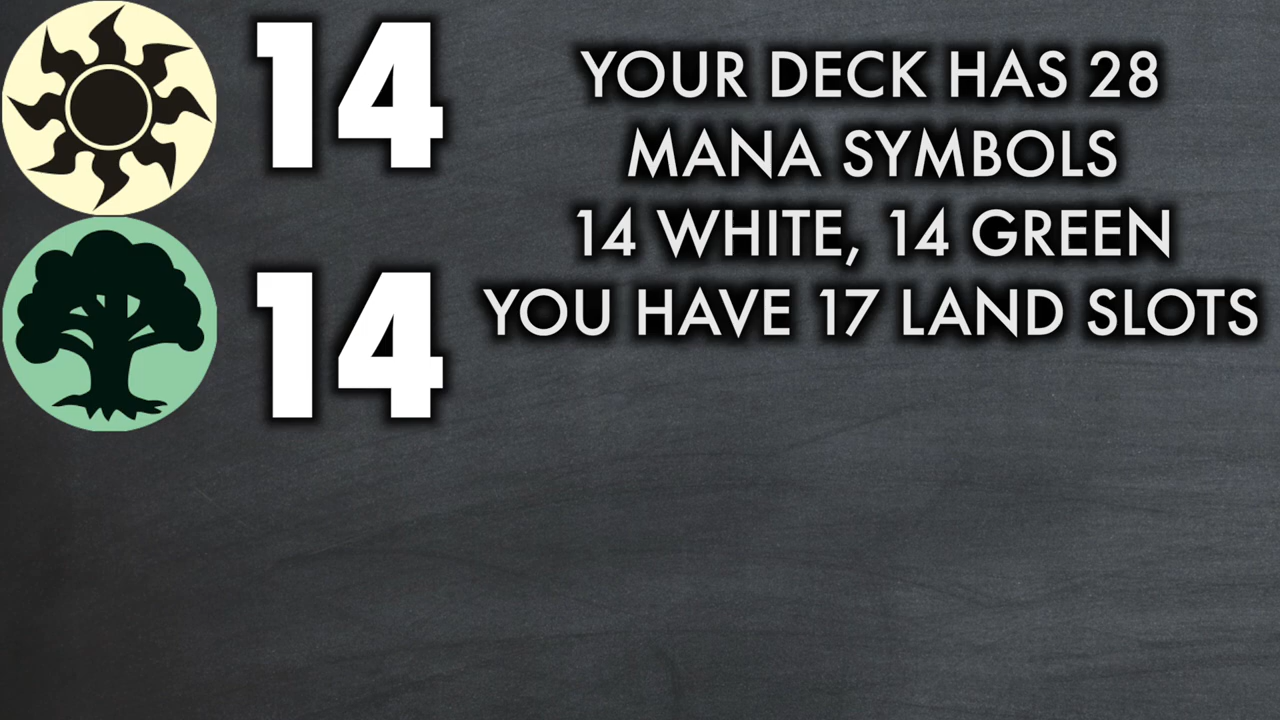 14
YOUR DECK HAS 28
MANA SYMBOLS
14 WHITE, 14 GREEN
14
YOU HAVE 17 LAND SLOTS